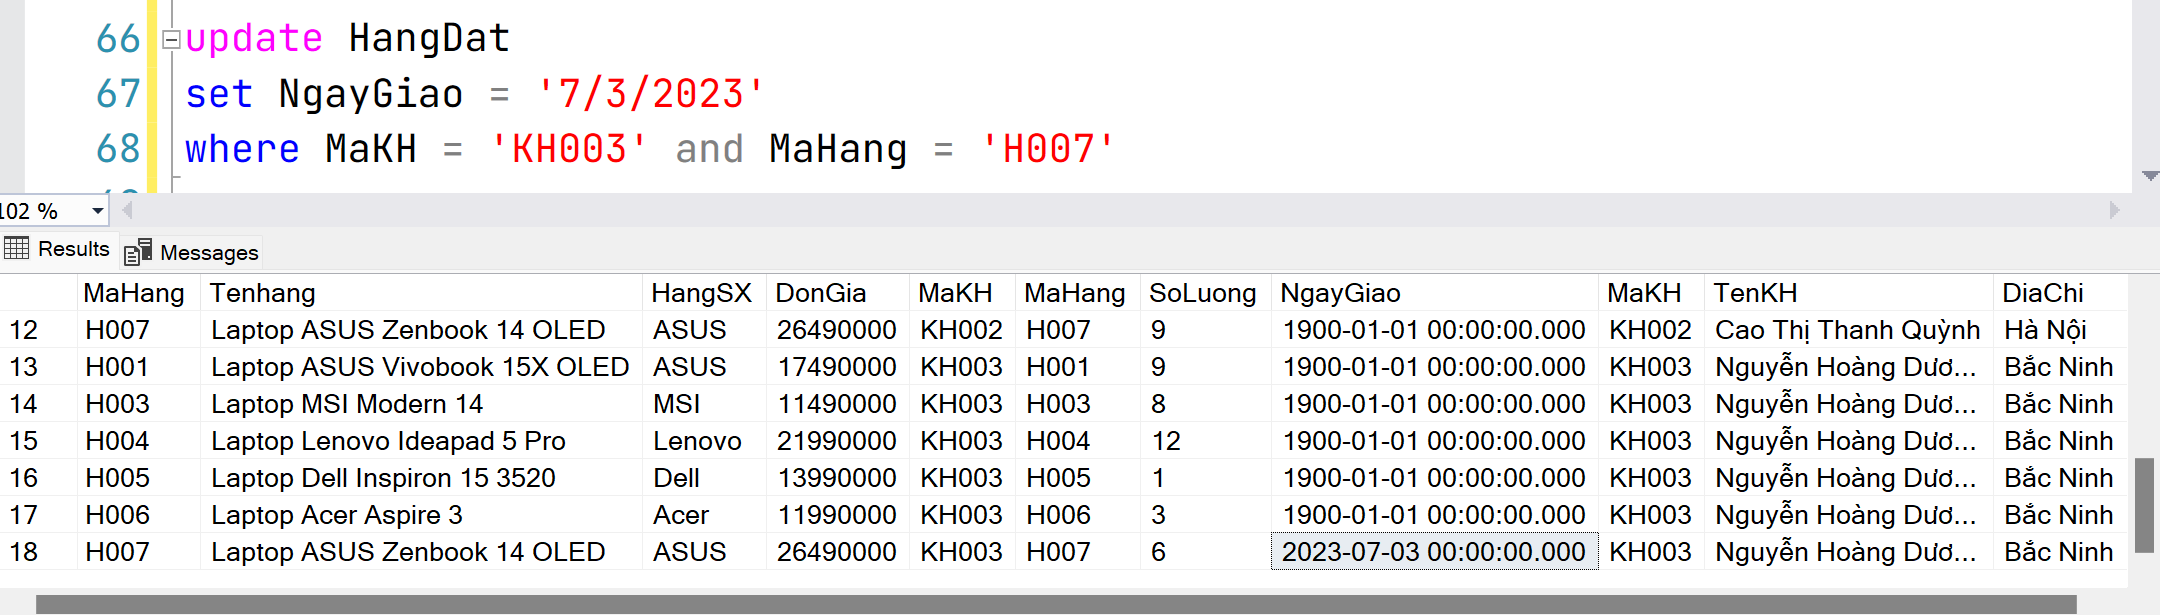 66 update HangDat
67 set NgayGiao = '7/3/2023'
68 where MaKH = 'KH003' and MaHang = 'H007'
102 %
Results Messages
MaHang Tenhang HangSX DonGia MaKH MaHang SoLuong NgayGiao MaKH TenKH DiaChi
12 H007 Laptop ASUS Zenbook 14 OLED ASUS 26490000 KH002 H007 9 1900-01-01 00:00:00.000 KH002 Cao Thị Thanh Quỳnh Hà Nội
13 H001 Laptop ASUS Vivobook 15X OLED ASUS 17490000 KH003 H001 9 1900-01-01 00:00:00.000 KH003 Nguyễn Hoàng Dươ... Bắc Ninh
14 H003 Laptop MSI Modern 14 MSI 11490000 KH003 H003 8 1900-01-01 00:00:00.000 KH003 Nguyễn Hoàng Dươ... Bắc Ninh
15 H004 Laptop Lenovo Ideapad 5 Pro Lenovo 21990000 KH003 H004 12 1900-01-01 00:00:00.000 KH003 Nguyễn Hoàng Dươ... Bắc Ninh
16 H005 Laptop Dell Inspiron 15 3520 Dell 13990000 KH003 H005 1 1900-01-01 00:00:00.000 KH003 Nguyễn Hoàng Dươ... Bắc Ninh
17 H006 Laptop Acer Aspire 3 Acer 11990000 KH003 H006 3 1900-01-01 00:00:00.000 KH003 Nguyễn Hoàng Dươ... Bắc Ninh
18 H007 Laptop ASUS Zenbook 14 OLED ASUS 26490000 KH003 H007 6 2023-07-03 00:00:00.000 KH003 Nguyễn Hoàng Dươ... Bắc Ninh